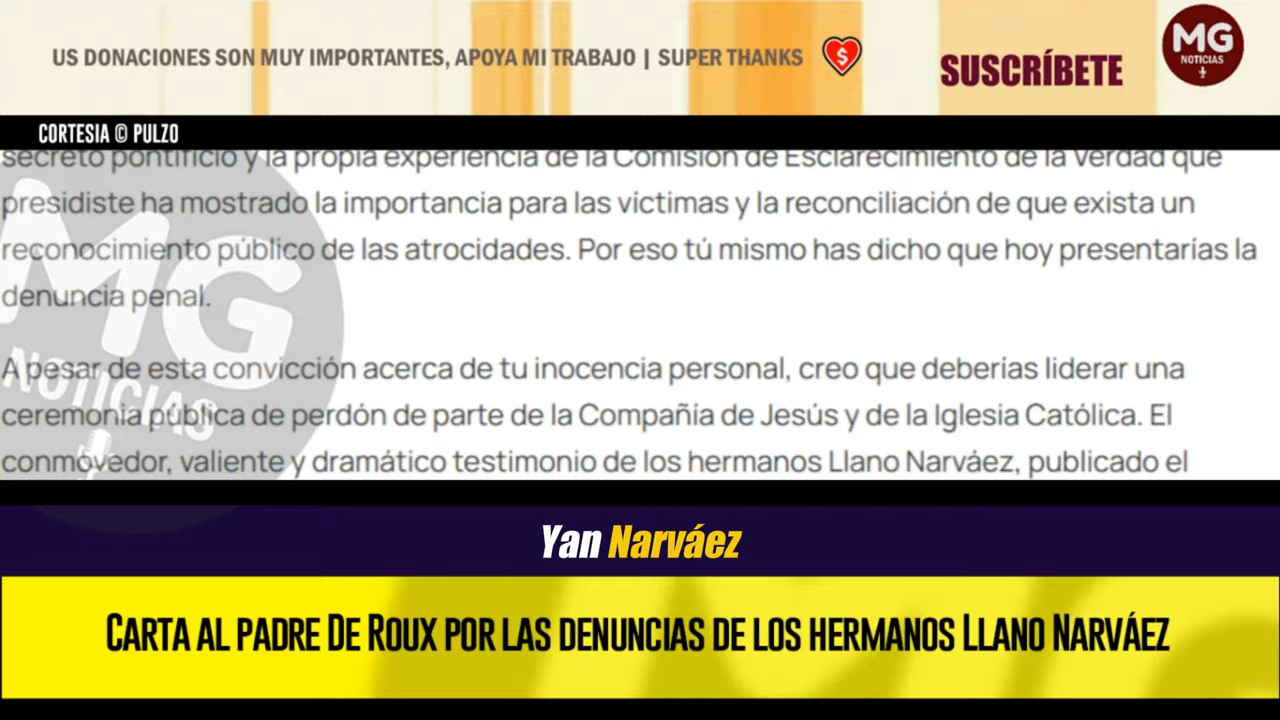 US DONACIONES SON MUY IMPORTANTES, APOYA MI TRABAJO | SUPER THANKS
SUSCRÍBETE
MG
NOTICIAS
CORTESIA © PULZO
secreto pontificio y la propia experiencia de la Comisión de Esclarecimiento de la Verdad que
presidiste ha mostrado la importancia para las víctimas y la reconciliación de que exista un
reconocimiento público de las atrocidades. Por eso tú mismo has dicho que hoy presentarías la
denuncia penal.
A pesar de esta convicción acerca de tu inocencia personal, creo que deberías liderar una
ceremonia pública de perdón de parte de la Compañía de Jesús y de la Iglesia Católica. El
conmovedor, valiente y dramático testimonio de los hermanos Llano Narváez, publicado el
MG
NOTICIAS
Yan Narváez
CARTA AL PADRE DE ROUX POR LAS DENUNCIAS DE LOS HERMANOS LLANO NARVÁEZ